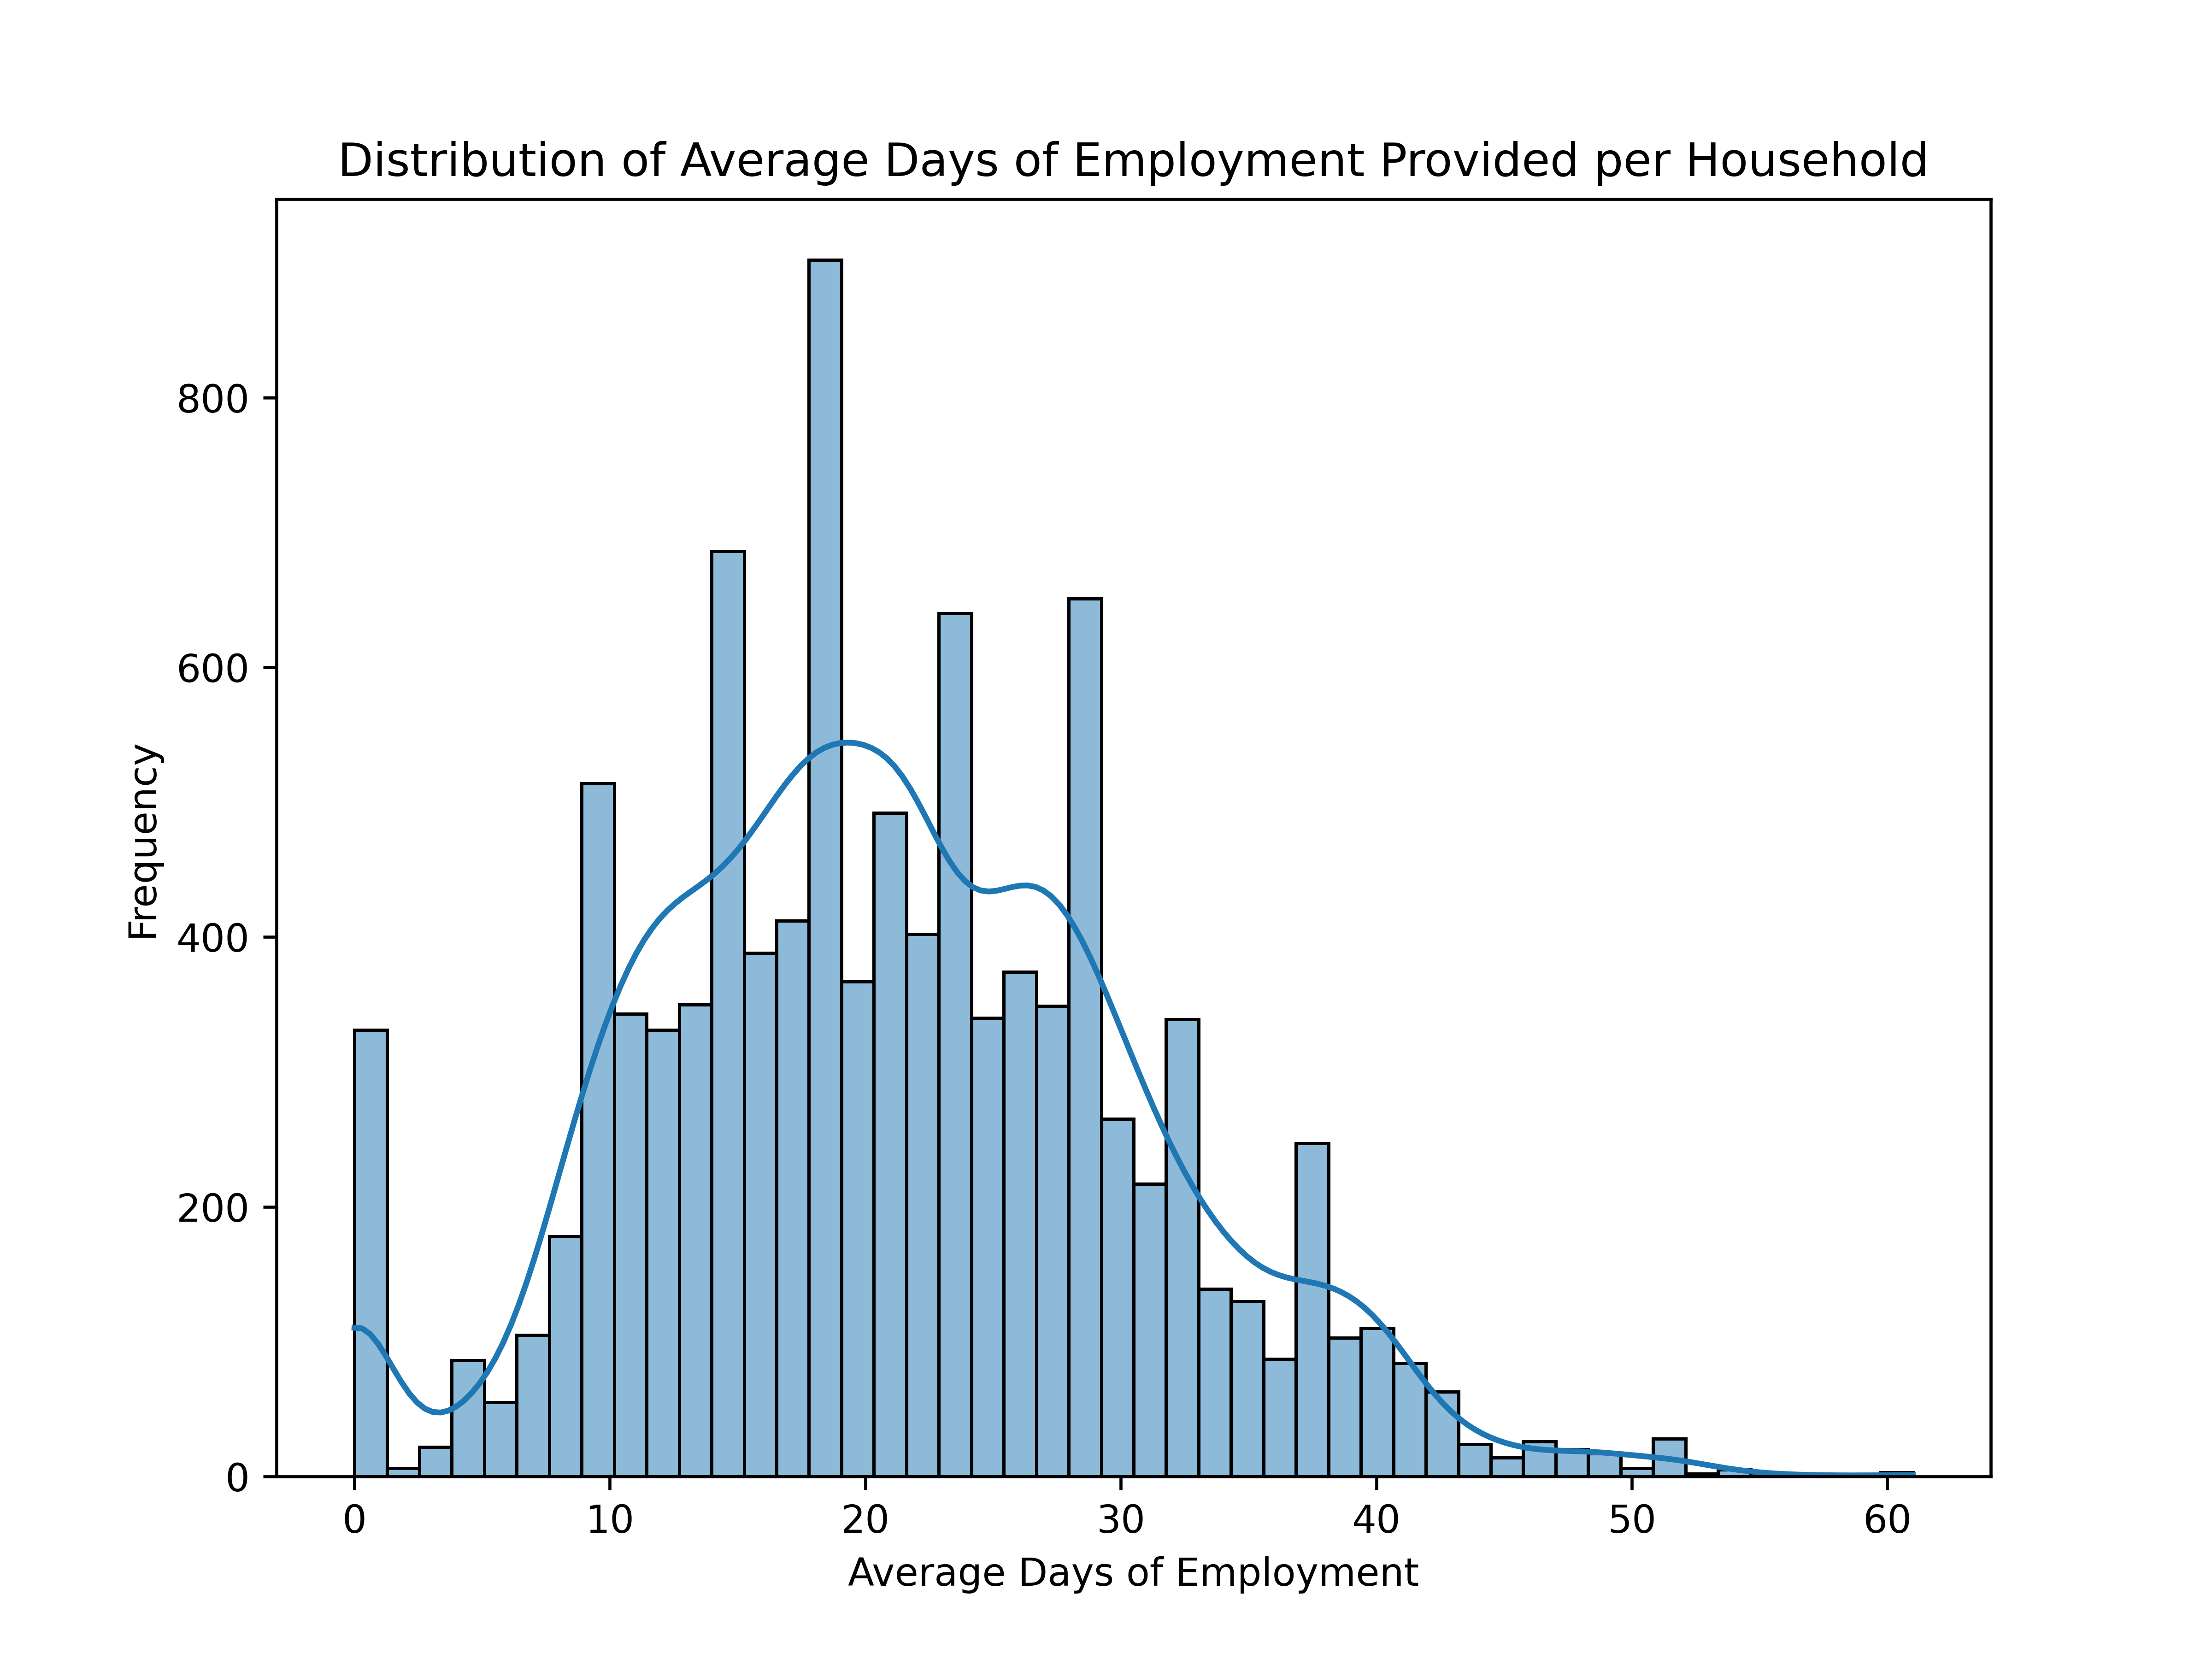 Distribution of Average Days of Employment Provided per Household
Frequency
800
600
400
200
0
0 10 20 30 40 50 60
Average Days of Employment